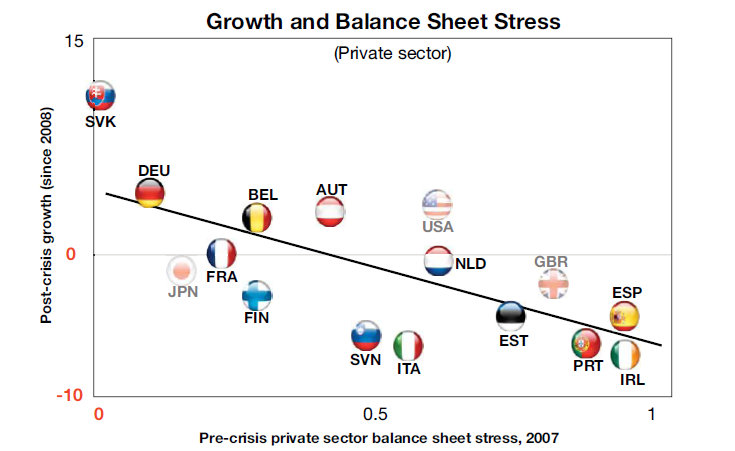 Growth and Balance Sheet Stress
(Private sector)
15
SVK
DEU
BEL
AUT
USA
Post-crisis growth (since 2008)
0
JPN
FRA
FIN
NLD
GBR
ESP
SVN
ITA
EST
PRT
IRL
-10
0
0.5
1
Pre-crisis private sector balance sheet stress, 2007